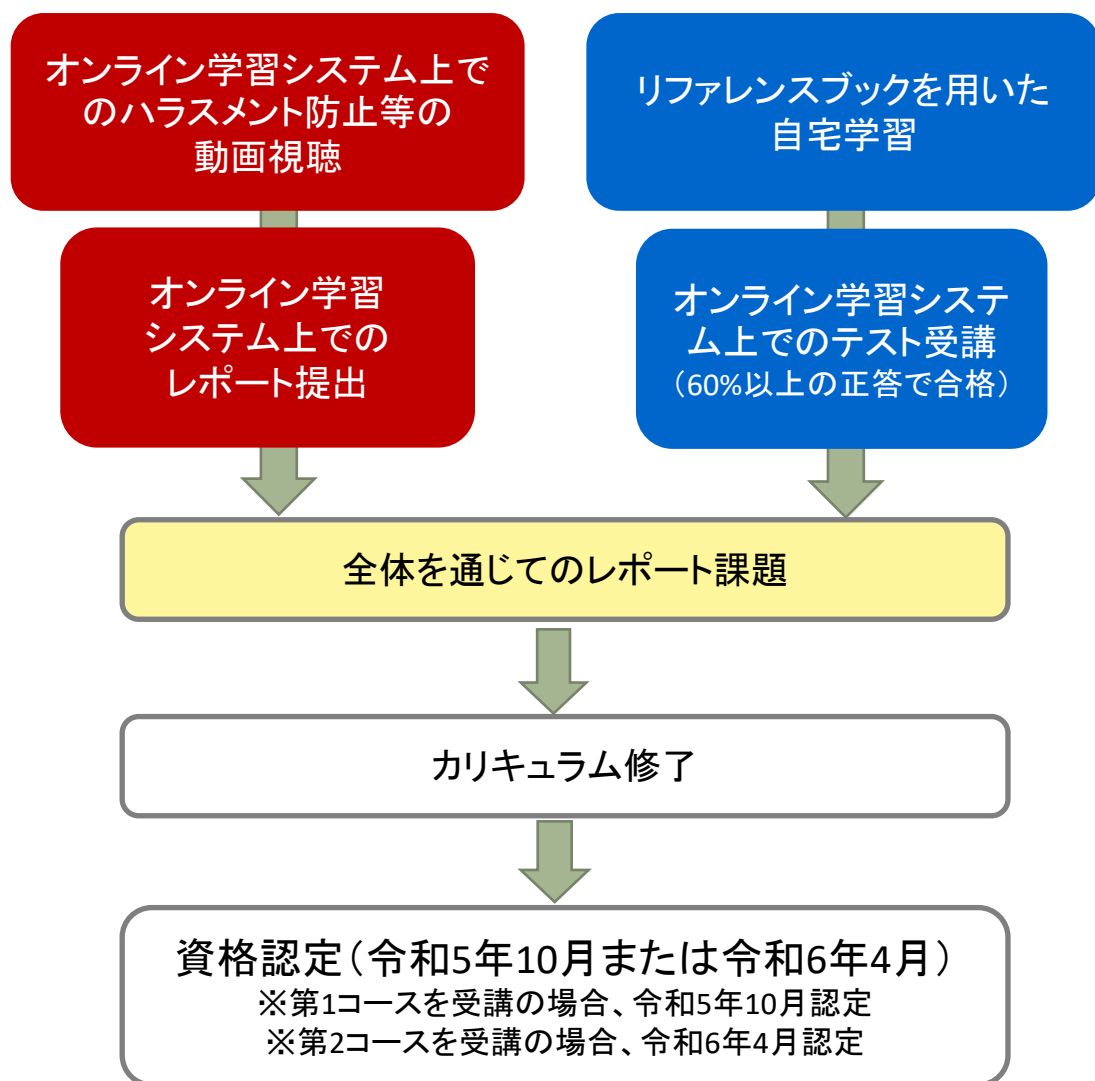 オンライン学習システム上で
のハラスメント防止等の
動画視聴
リファレンスブックを用いた
自宅学習
オンライン学習
システム上での
レポート提出
オンライン学習システ
ム上でのテスト受講
（60%以上の正答で合格）
全体を通じてのレポート課題
カリキュラム修了
資格認定（令和5年10月または令和6年4月）
※第1コースを受講の場合、令和5年10月認定
※第2コースを受講の場合、令和6年4月認定